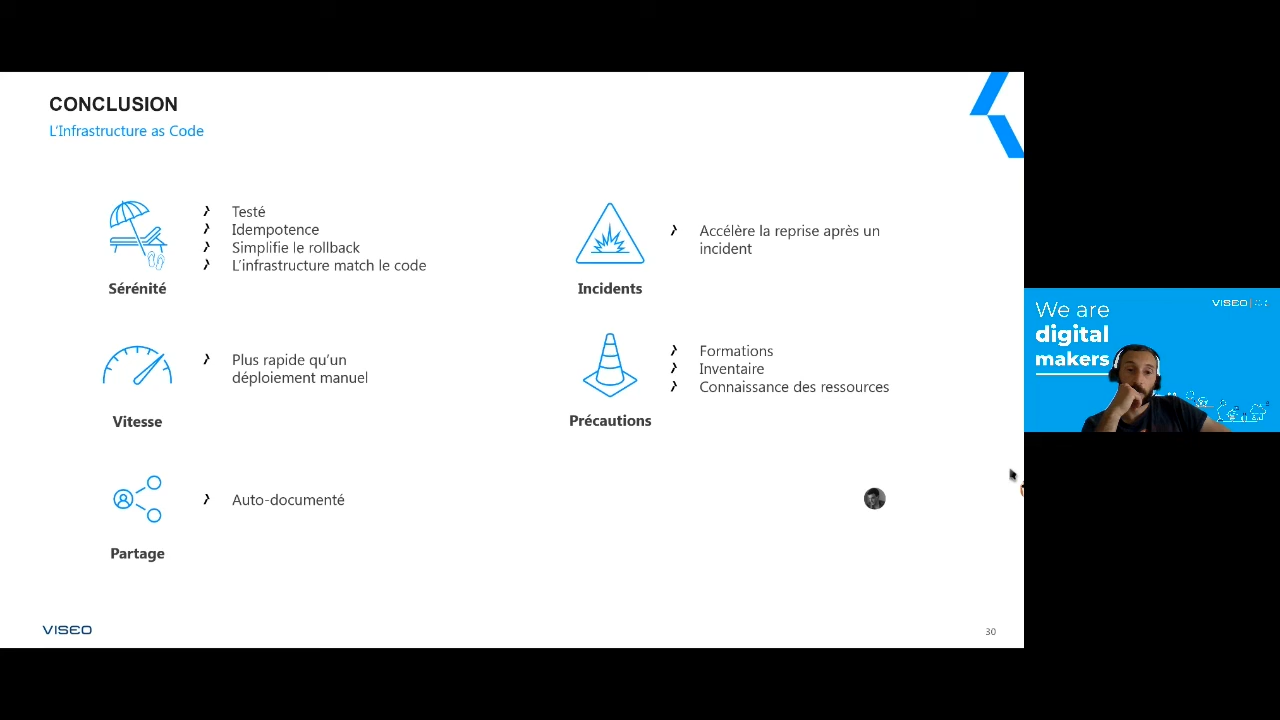 CONCLUSION
L'Infrastructure as Code
Testé
Idempotence
Simplifie le rollback
L'infrastructure match le code
Sérénité
Accélère la reprise après un
incident
Incidents
Plus rapide qu'un
déploiement manuel
Vitesse
Formations
Inventaire
Connaissance des ressources
Précautions
Auto-documenté
Partage
VISEO
30
We are
digital
makers
VISEO